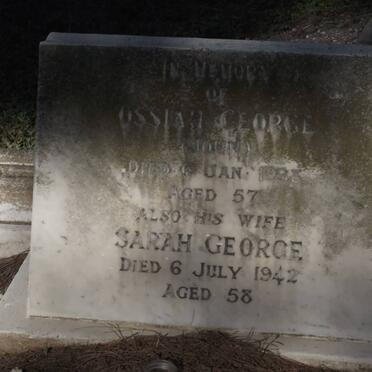 IN MEMORY
OF
OSSIAH GEORGE
DIED 6 JAN.
AGED 57
ALSO HIS WIFE
SARAH GEORGE
DIED 6 JULY 1942
AGED 58